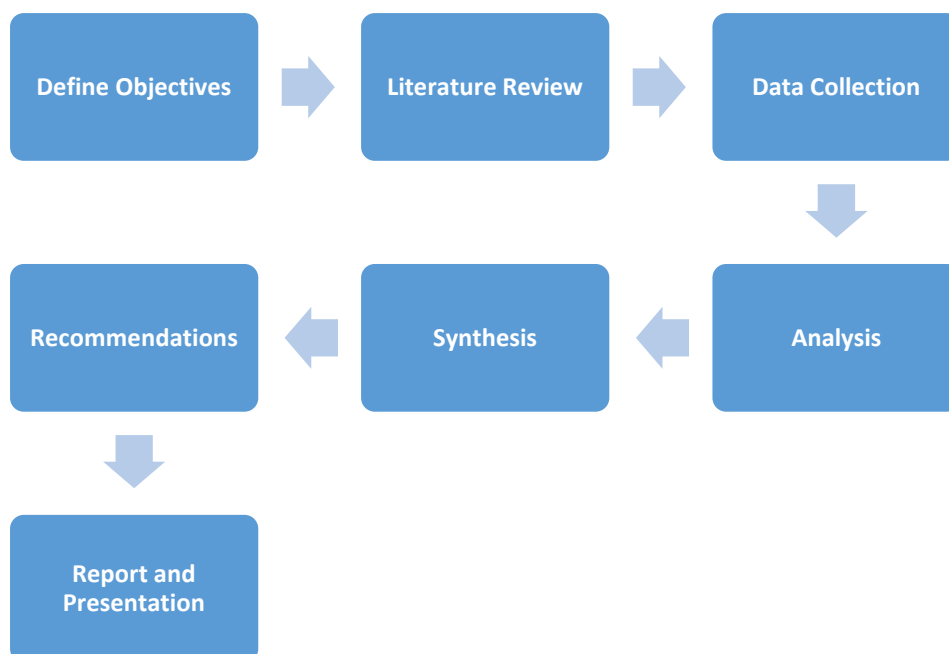 Define Objectives
Literature Review
Data Collection
Analysis
Synthesis
Recommendations
Report and
Presentation